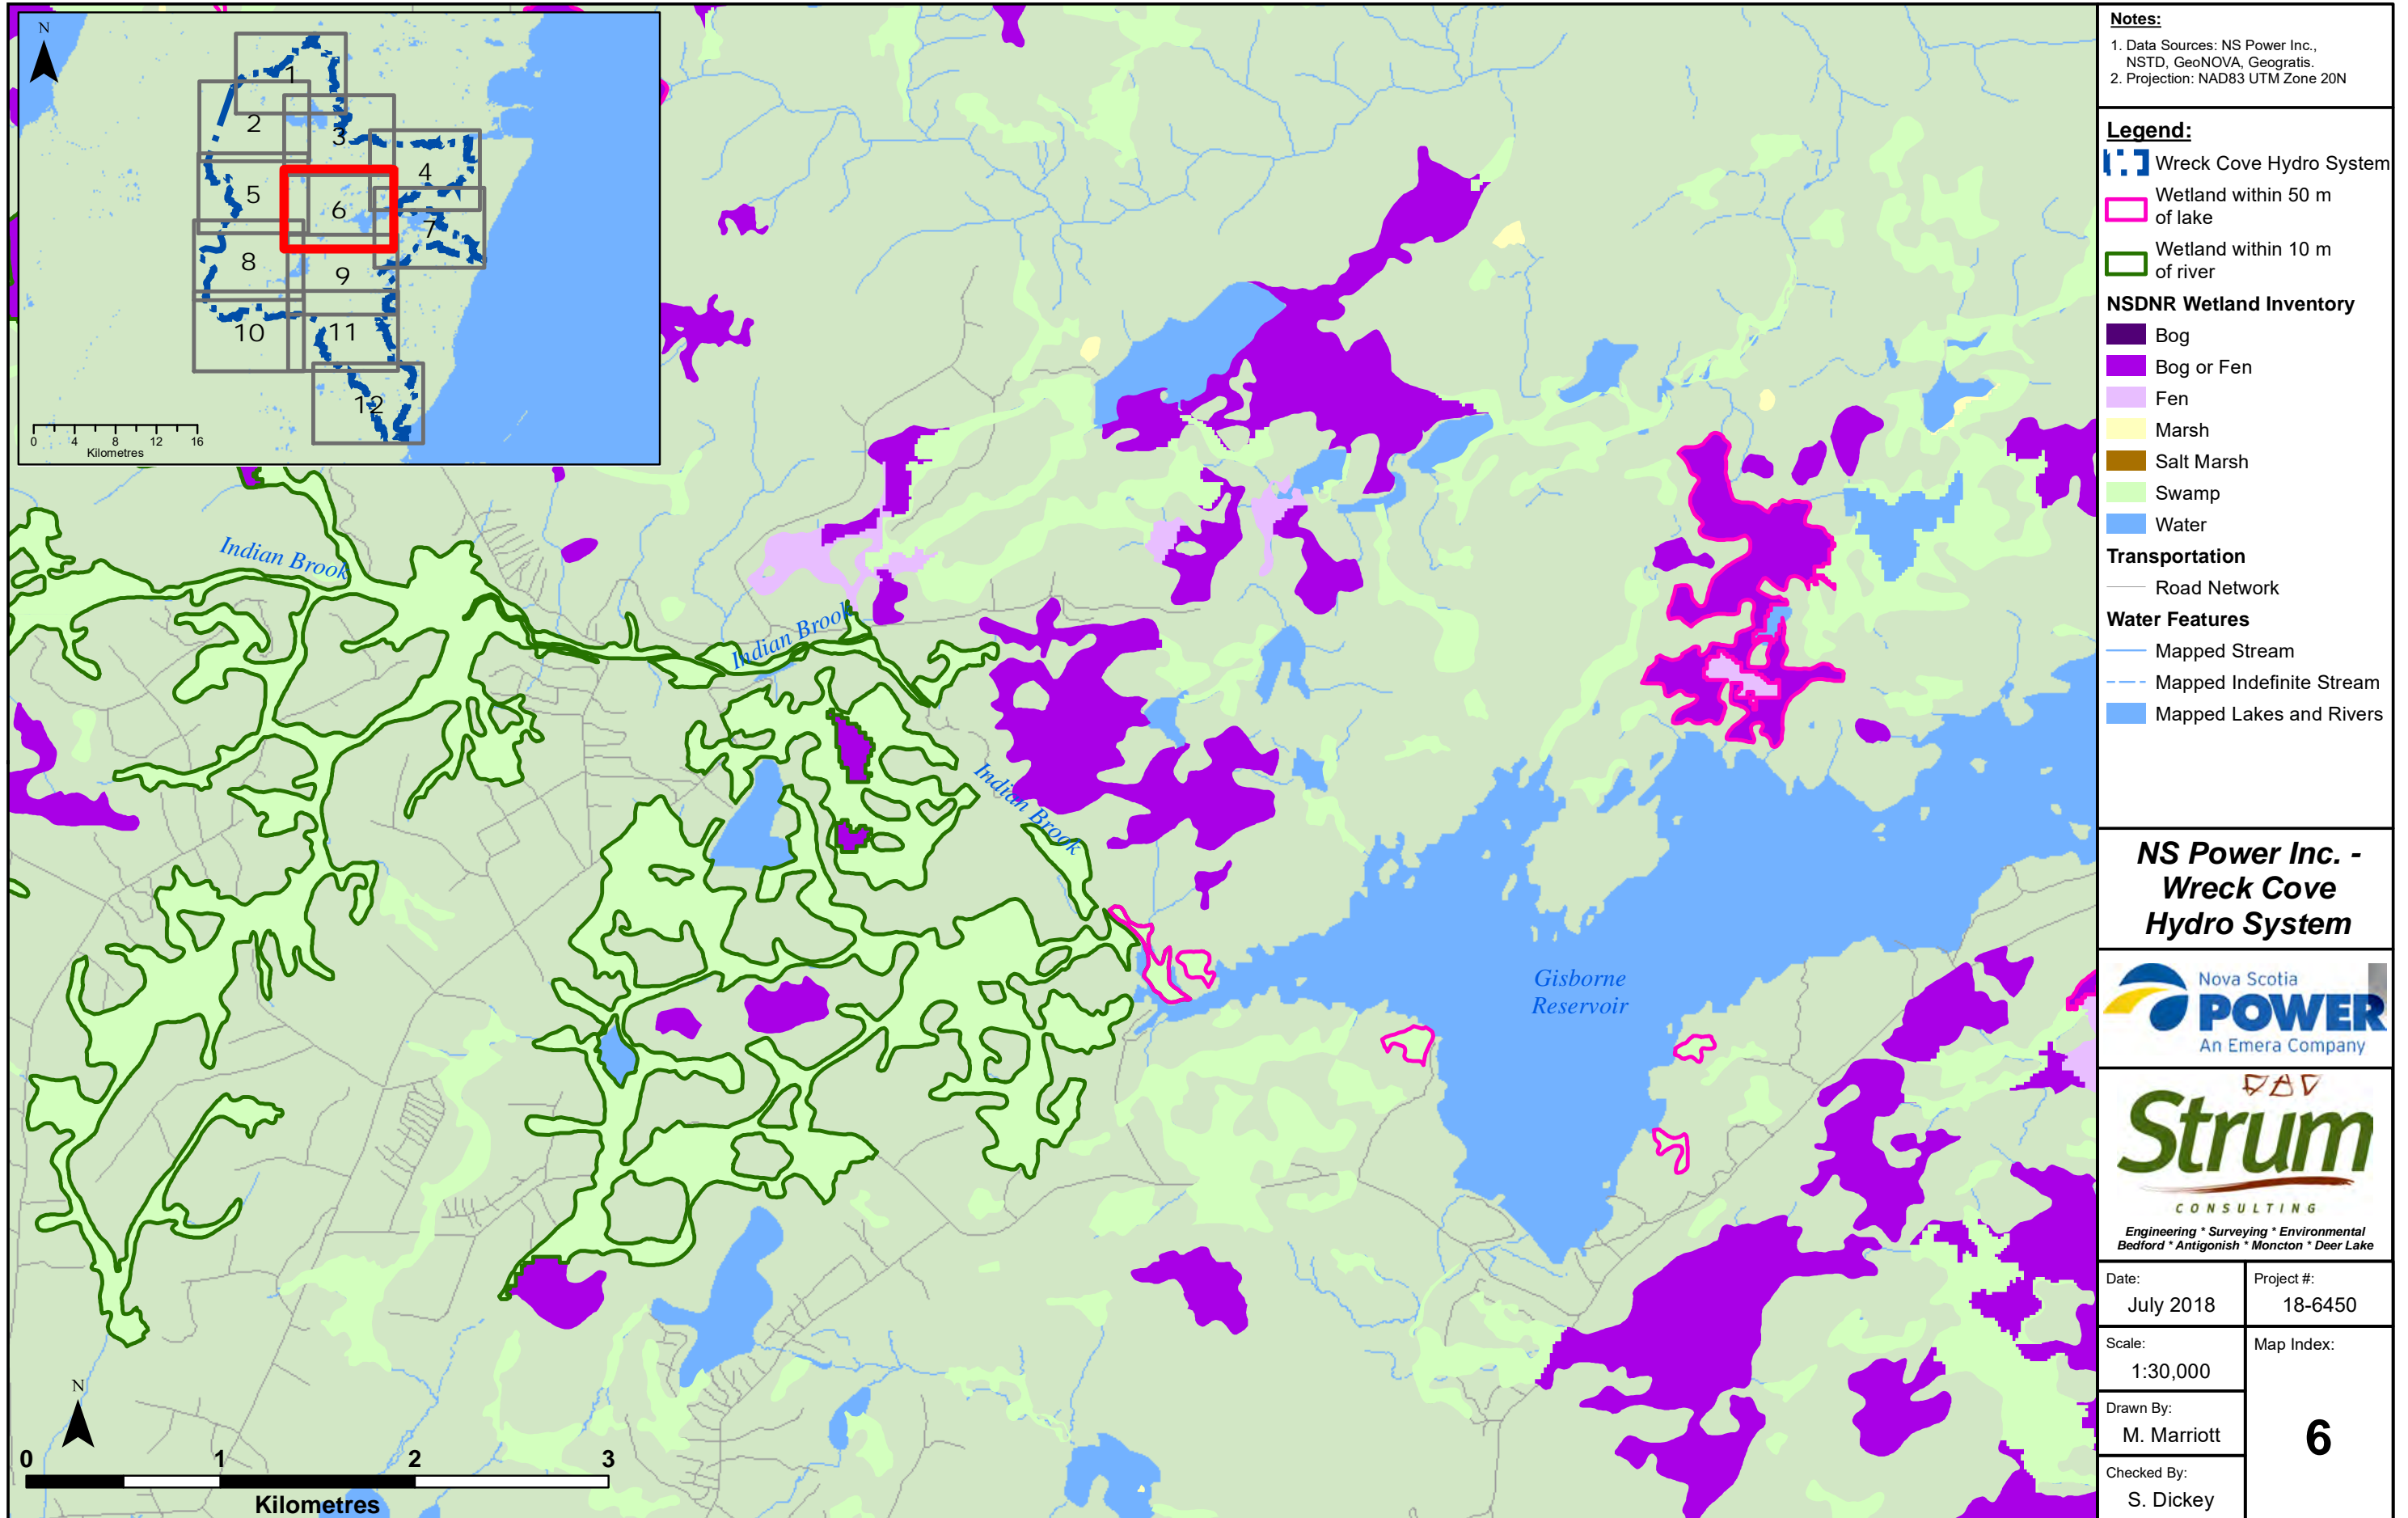 N
1
2
3
4
5
6
7
8
9
10
11
12
0 4 8 12 16
Kilometres
Indian Brook
Indian Brook
Indian Brook
Gisborne
Reservoir
N
0 1 2 3
Kilometres
Notes:
1. Data Sources: NS Power Inc.,
NSTD, GeoNOVA, Geogratis.
2. Projection: NAD83 UTM Zone 20N
Legend:
Wreck Cove Hydro System
Wetland within 50 m
of lake
Wetland within 10 m
of river
NSDNR Wetland Inventory
Bog
Bog or Fen
Fen
Marsh
Salt Marsh
Swamp
Water
Transportation
Road Network
Water Features
Mapped Stream
Mapped Indefinite Stream
Mapped Lakes and Rivers
NS Power Inc. -
Wreck Cove
Hydro System
Nova Scotia
POWER
An Emera Company
Strum
CONSULTING
Engineering * Surveying * Environmental
Bedford * Antigonish * Moncton * Deer Lake
Date:
July 2018
Project #:
18-6450
Scale:
1:30,000
Map Index:
6
Drawn By:
M. Marriott
Checked By:
S. Dickey